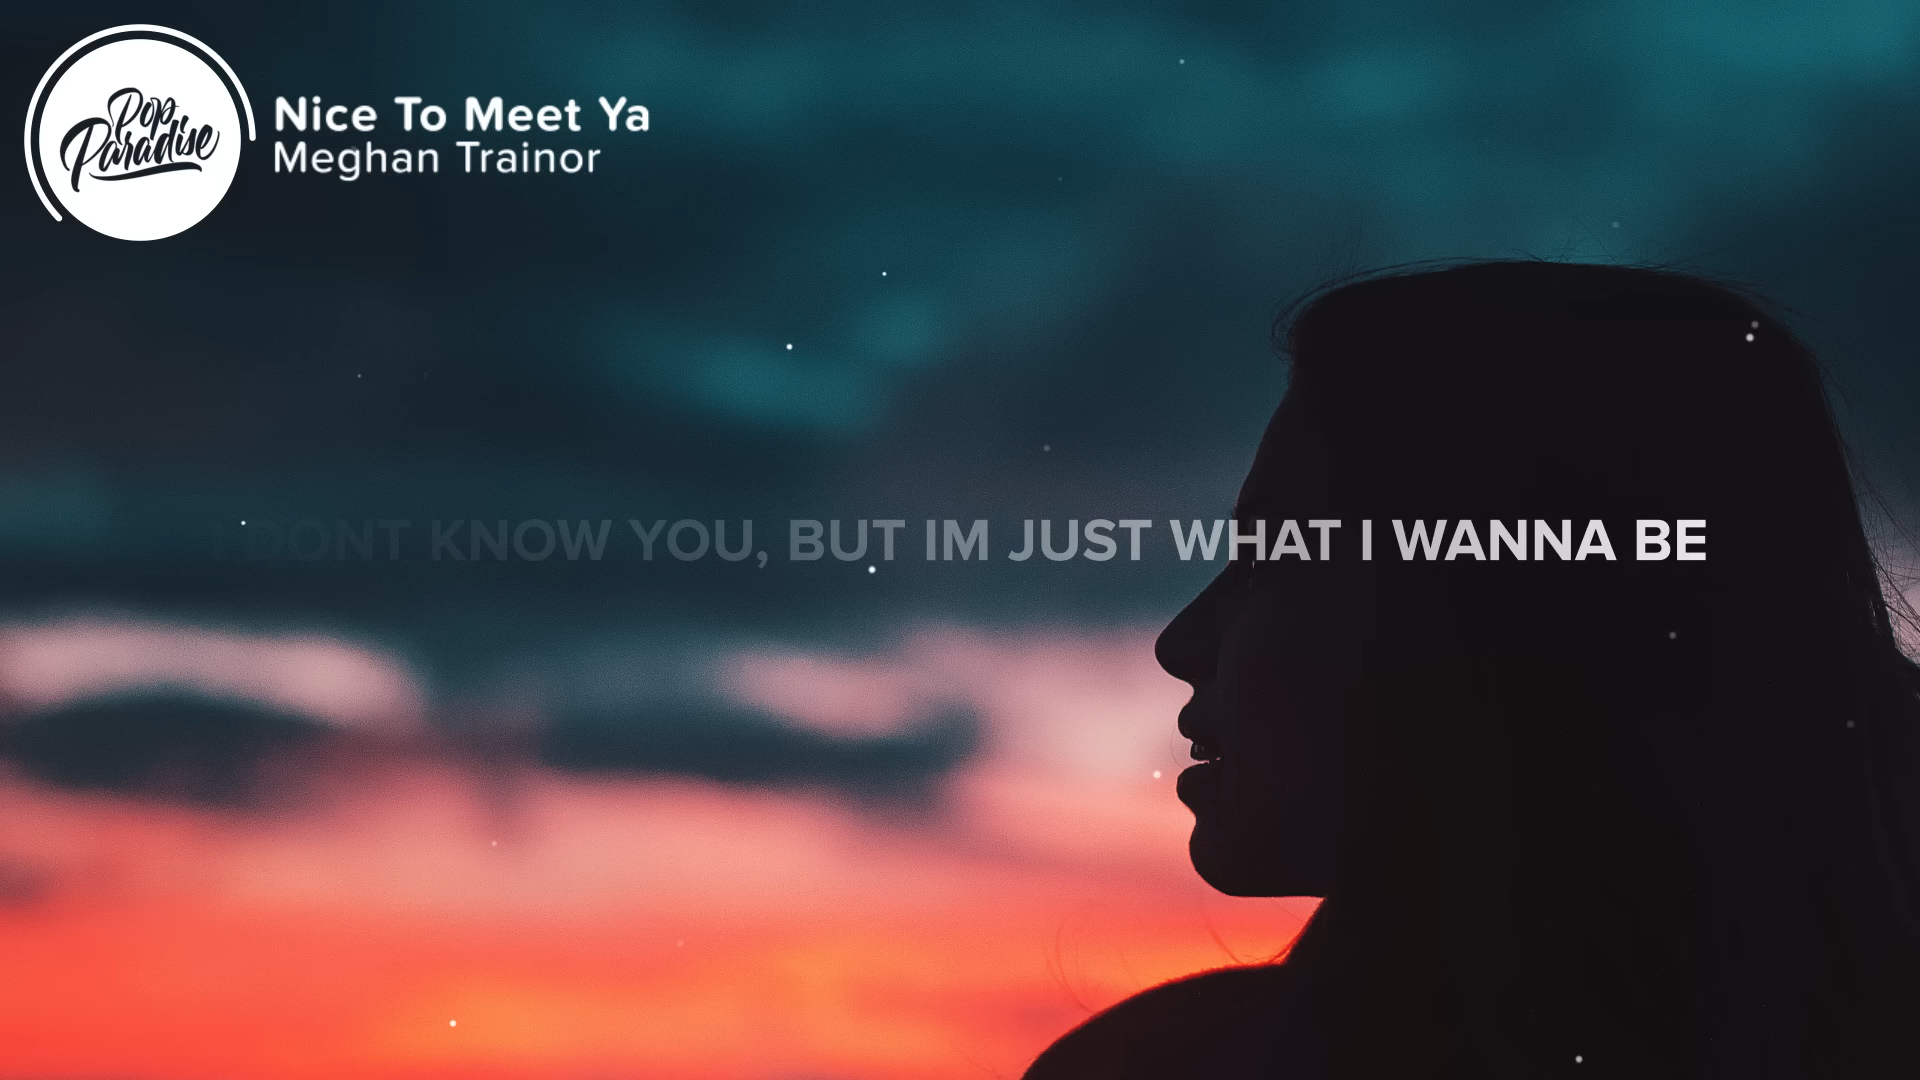 Pop
Paradise
Nice To Meet Ya
Meghan Trainor
I DONT KNOW YOU, BUT IM JUST WHAT I WANNA BE